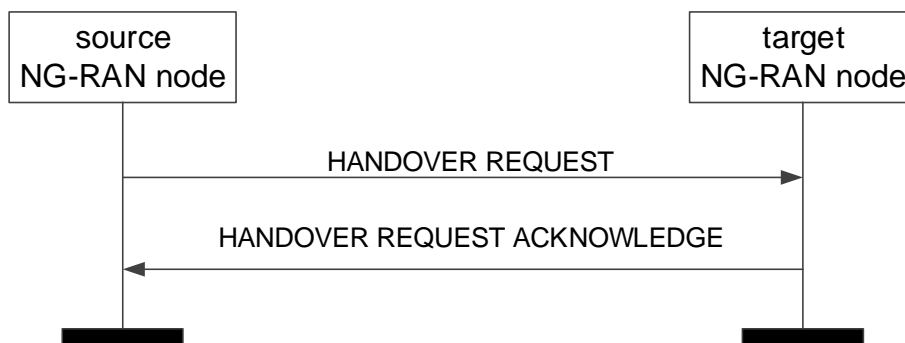 source
NG-RAN node
target
NG-RAN node
HANDOVER REQUEST
HANDOVER REQUEST ACKNOWLEDGE